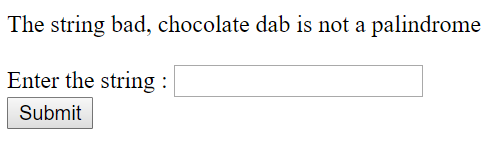 The string bad, chocolate dab is not a palindrome
Enter the string :
Submit